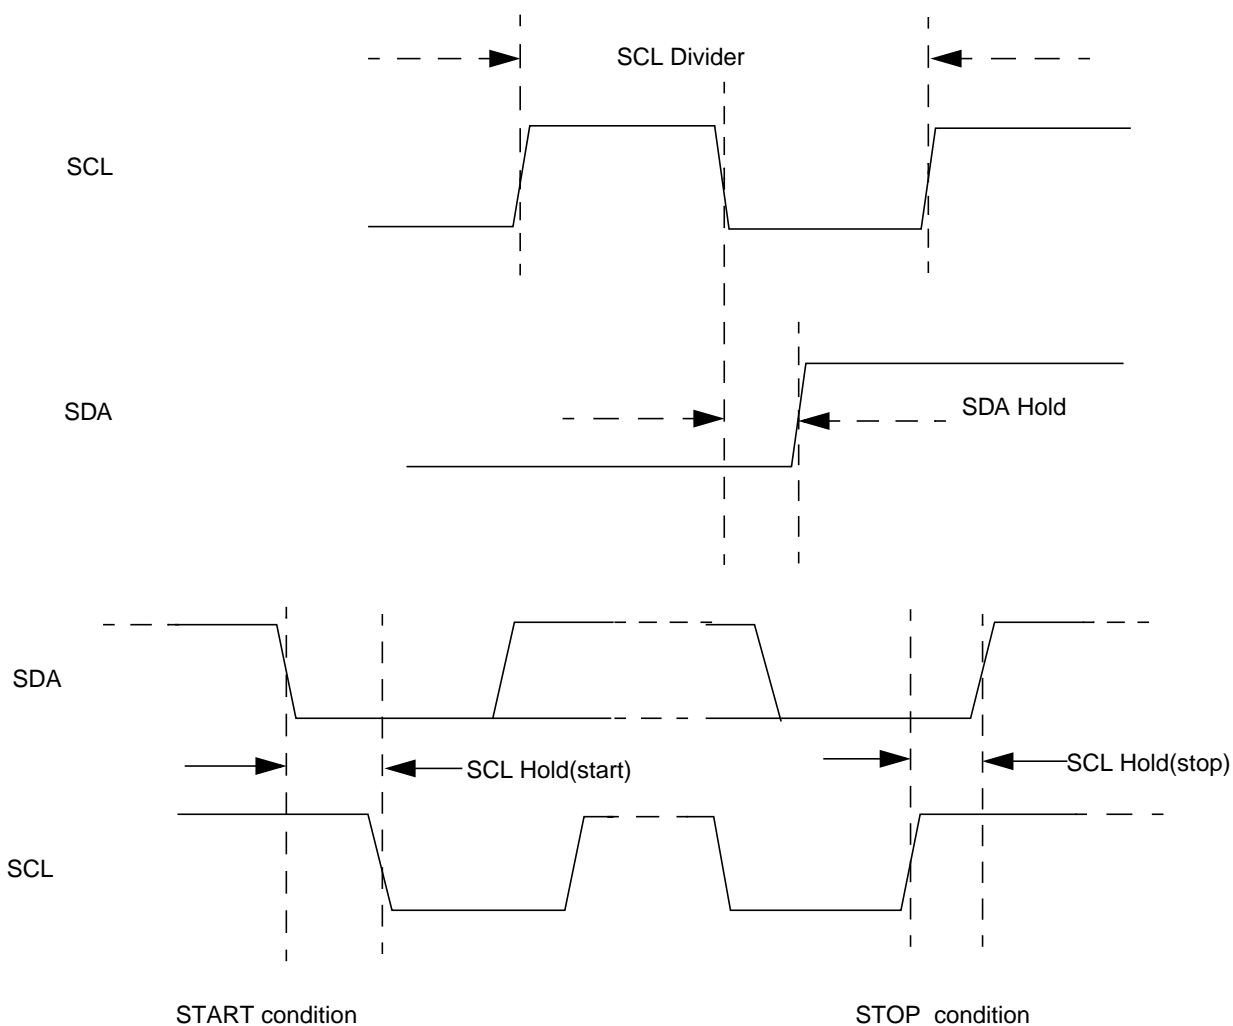 SCL Divider
SCL
SDA
SDA Hold
SDA
SCL Hold(start)
SCL Hold(stop)
SCL
START condition
STOP condition